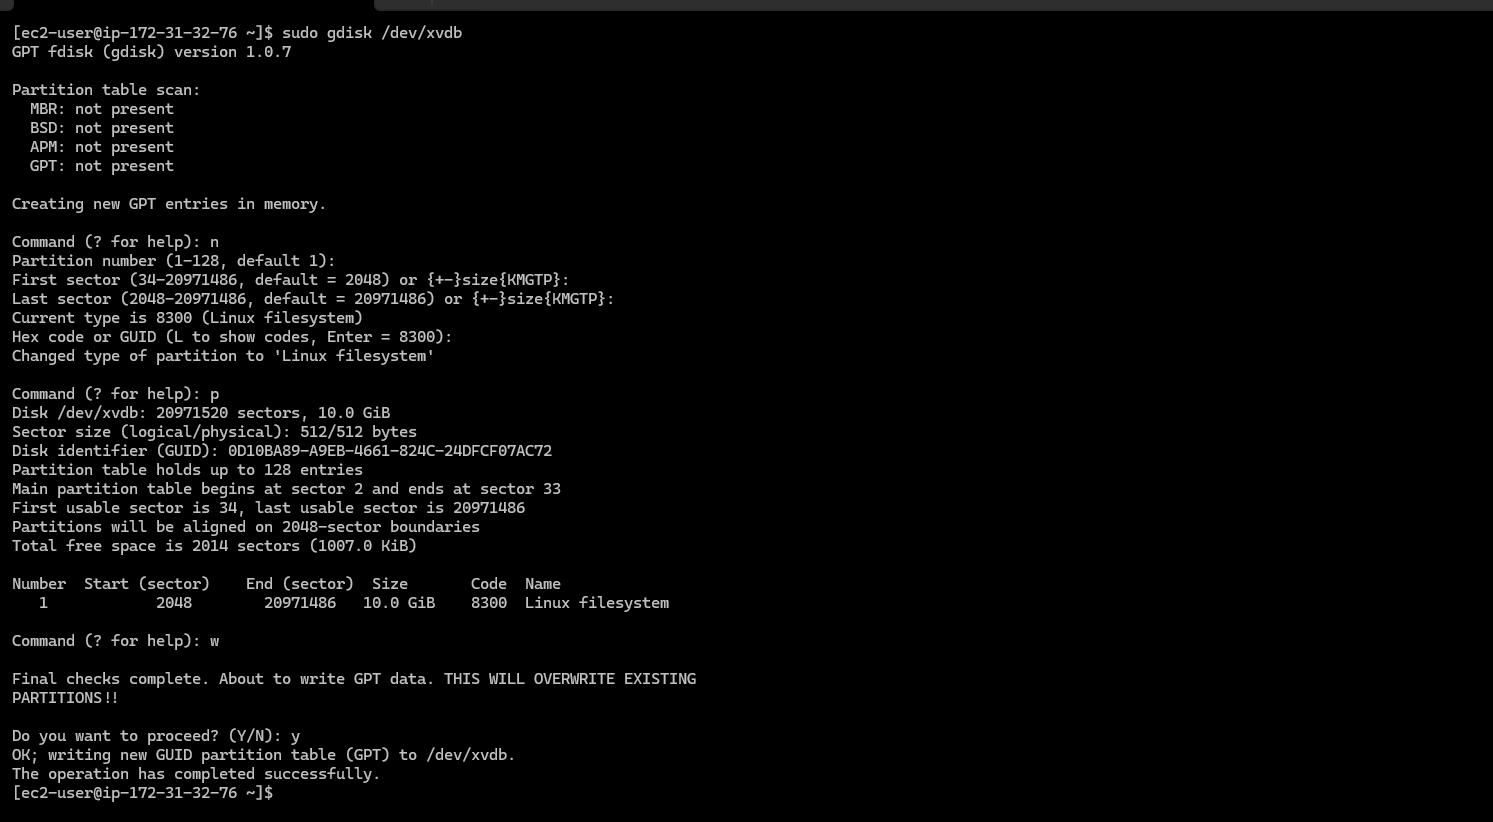 [ec2-user@ip-172-31-32-76 ~]$ sudo gdisk /dev/xvdb
GPT fdisk (gdisk) version 1.0.7
Partition table scan:
  MBR: not present
  BSD: not present
  APM: not present
  GPT: not present
Creating new GPT entries in memory.
Command (? for help): n
Partition number (1-128, default 1):
First sector (34-20971486, default = 2048) or {+-}size{KMGTP}:
Last sector (2048-20971486, default = 20971486) or {+-}size{KMGTP}:
Current type is 8300 (Linux filesystem)
Hex code or GUID (L to show codes, Enter = 8300):
Changed type of partition to 'Linux filesystem'
Command (? for help): p
Disk /dev/xvdb: 20971520 sectors, 10.0 GiB
Sector size (logical/physical): 512/512 bytes
Disk identifier (GUID): 0D10BA89-A9EB-4661-824C-24DFCF07AC72
Partition table holds up to 128 entries
Main partition table begins at sector 2 and ends at sector 33
First usable sector is 34, last usable sector is 20971486
Partitions will be aligned on 2048-sector boundaries
Total free space is 2014 sectors (1007.0 KiB)
Number  Start (sector)    End (sector)  Size       Code  Name
   1            2048        20971486   10.0 GiB    8300  Linux filesystem
Command (? for help): w
Final checks complete. About to write GPT data. THIS WILL OVERWRITE EXISTING
PARTITIONS!!
Do you want to proceed? (Y/N): y
OK; writing new GUID partition table (GPT) to /dev/xvdb.
The operation has completed successfully.
[ec2-user@ip-172-31-32-76 ~]$